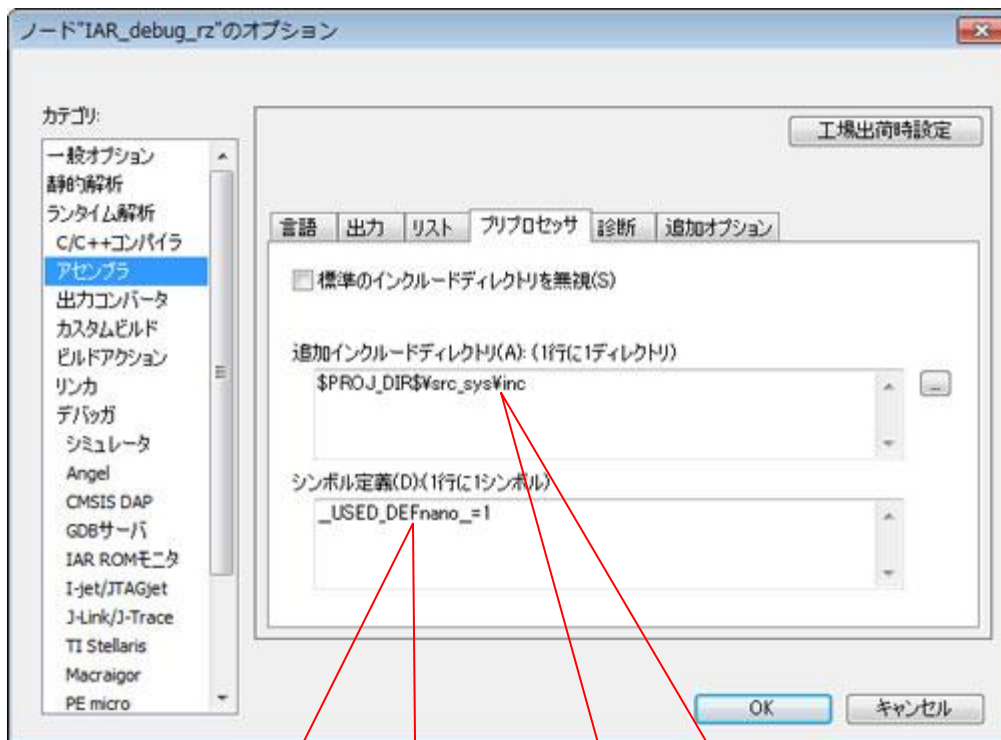 ノード"IAR_debug_rz"のオプション
カテゴリ:
一般オプション
静的解析
ランタイム解析
C/C++コンパイラ
アセンブラ
出力コンバータ
カスタムビルド
ビルドアクション
リンカ
デバッガ
シミュレータ
Angel
CMSIS DAP
GDBサーバ
IAR ROMモニタ
I-jet/JTAGjet
J-Link/J-Trace
TI Stellaris
Macraigor
PE micro
工場出荷時設定
言語 出力 リスト プリプロセッサ 診断 追加オプション
標準のインクルードディレクトリを無視(S)
追加インクルードディレクトリ(A): (1行に1ディレクトリ)
$PROJ_DIR$¥src_sys¥inc
...
シンボル定義(D):(1行に1シンボル)
__USED_DEFnano__=1
OK キャンセル